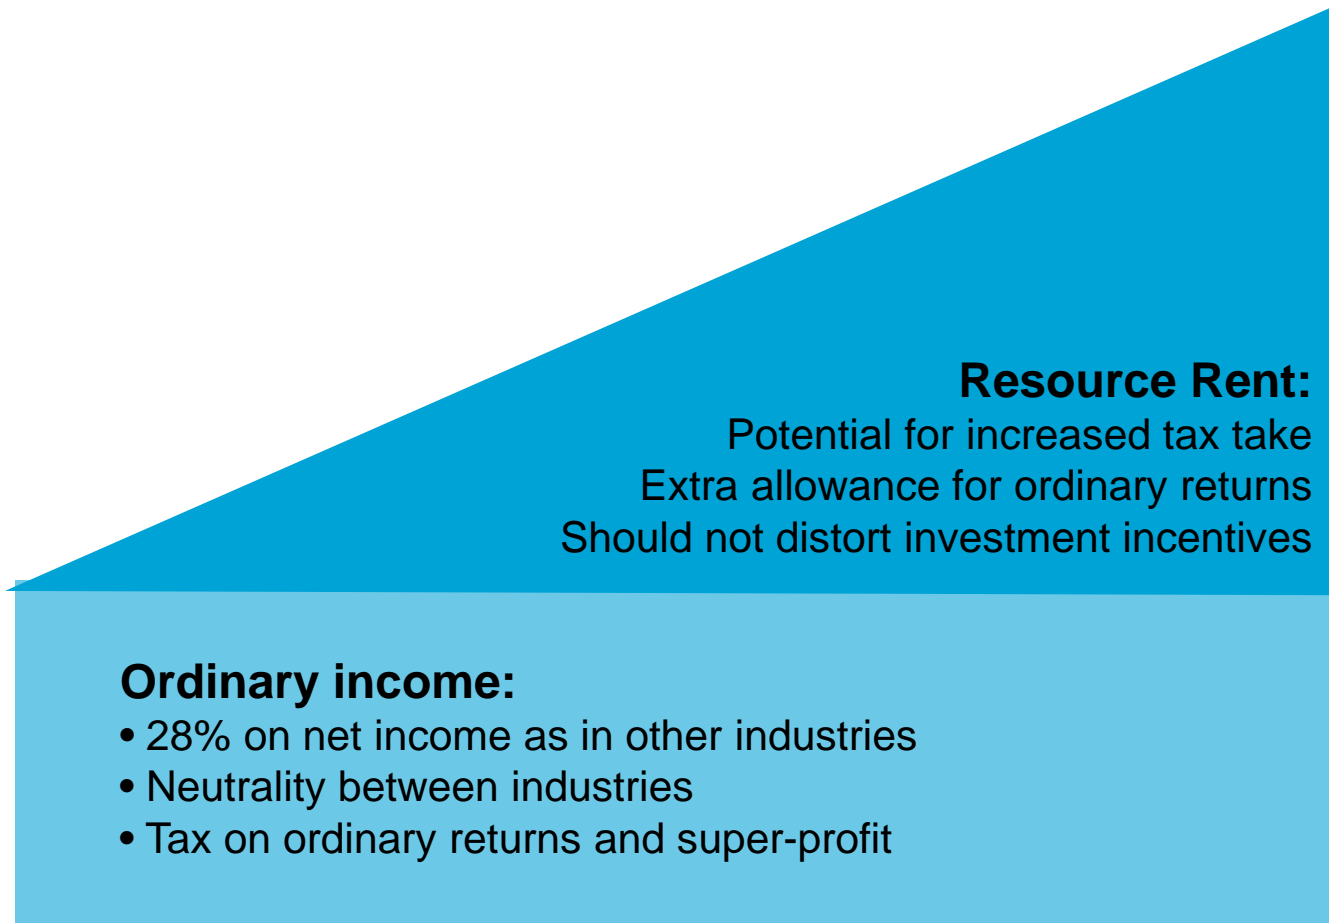 Resource Rent:
Potential for increased tax take
Extra allowance for ordinary returns
Should not distort investment incentives
Ordinary income:
• 28% on net income as in other industries
• Neutrality between industries
• Tax on ordinary returns and super-profit